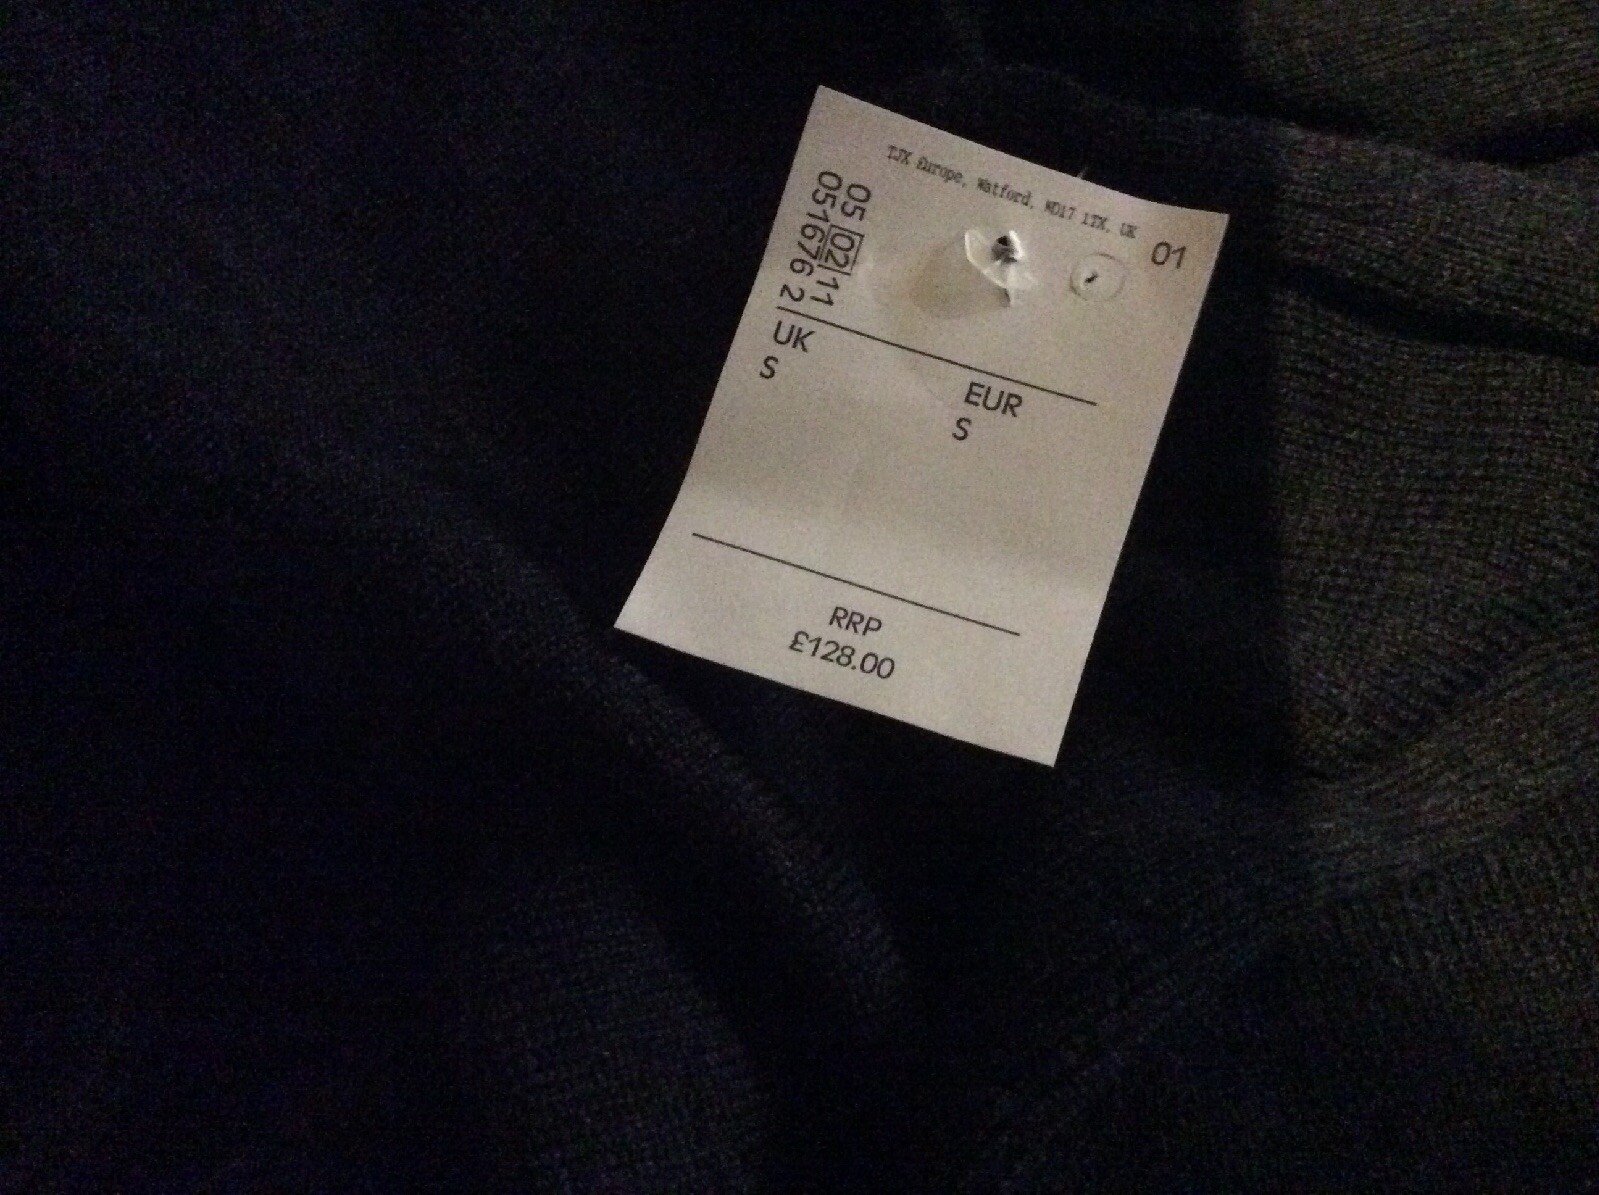 TJX Europe, Watford, WD17 1TX, UK
01
05 02 11
051676 2
UK
S
EUR
S
RRP
£128.00